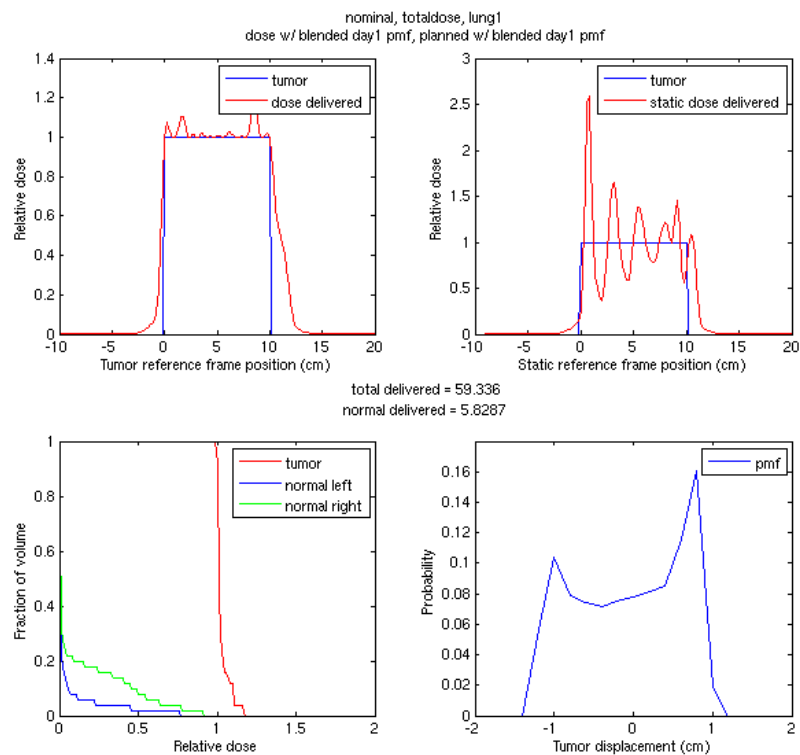 nominal, totaldose, lung1
dose w/ blended day1 pmf, planned w/ blended day1 pmf
1.4
1.2
1
0.8
0.6
0.4
0.2
0
-10
-5
0
5
10
15
20
Relative dose
Tumor reference frame position (cm)
tumor
dose delivered
3
2.5
2
1.5
1
0.5
0
-10
-5
0
5
10
15
20
Relative dose
Static reference frame position (cm)
tumor
static dose delivered
total delivered = 59.336
normal delivered = 5.8287
1
0.8
0.6
0.4
0.2
0
0
0.5
1
1.5
2
Fraction of volume
Relative dose
tumor
normal left
normal right
0.16
0.14
0.12
0.1
0.08
0.06
0.04
0.02
0
-2
-1
0
1
2
Probability
Tumor displacement (cm)
pmf